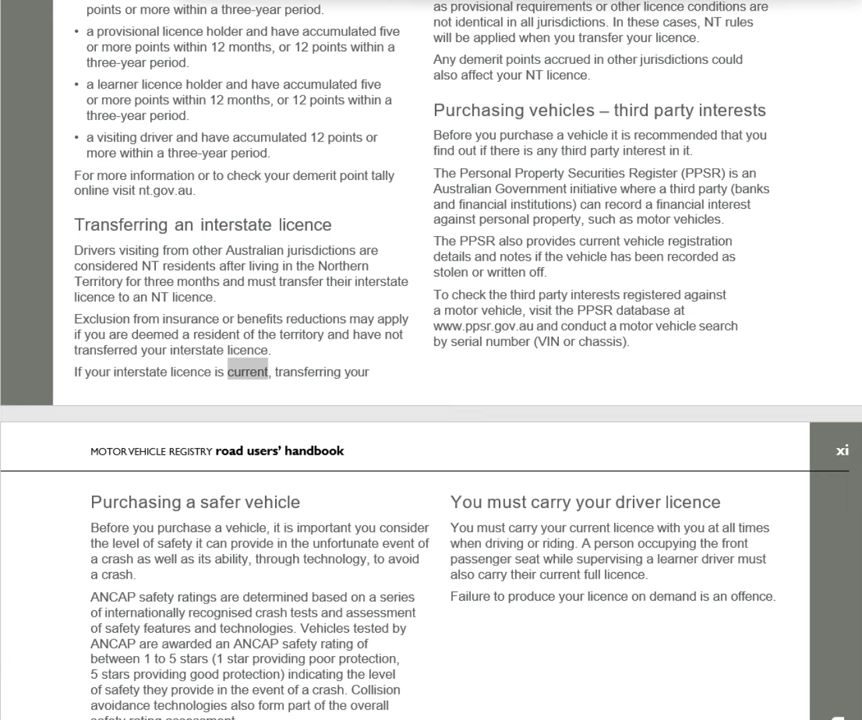 points or more within a three-year period.
• a provisional licence holder and have accumulated five
or more points within 12 months, or 12 points within a
three-year period.
• a learner licence holder and have accumulated five
or more points within 12 months, or 12 points within a
three-year period.
• a visiting driver and have accumulated 12 points or
more within a three-year period.
For more information or to check your demerit point tally
online visit nt.gov.au.
Transferring an interstate licence
Drivers visiting from other Australian jurisdictions are
considered NT residents after living in the Northern
Territory for three months and must transfer their interstate
licence to an NT licence.
Exclusion from insurance or benefits reductions may apply
if you are deemed a resident of the territory and have not
transferred your interstate licence.
If your interstate licence is current, transferring your
as provisional requirements or other licence conditions are
not identical in all jurisdictions. In these cases, NT rules
will be applied when you transfer your licence.
Any demerit points accrued in other jurisdictions could
also affect your NT licence.
Purchasing vehicles – third party interests
Before you purchase a vehicle it is recommended that you
find out if there is any third party interest in it.
The Personal Property Securities Register (PPSR) is an
Australian Government initiative where a third party (banks
and financial institutions) can record a financial interest
against personal property, such as motor vehicles.
The PPSR also provides current vehicle registration
details and notes if the vehicle has been recorded as
stolen or written off.
To check the third party interests registered against
a motor vehicle, visit the PPSR database at
www.ppsr.gov.au and conduct a motor vehicle search
by serial number (VIN or chassis).
MOTOR VEHICLE REGISTRY road users' handbook
xi
Purchasing a safer vehicle
Before you purchase a vehicle, it is important you consider
the level of safety it can provide in the unfortunate event of
a crash as well as its ability, through technology, to avoid
a crash.
ANCAP safety ratings are determined based on a series
of internationally recognised crash tests and assessment
of safety features and technologies. Vehicles tested by
ANCAP are awarded an ANCAP safety rating of
between 1 to 5 stars (1 star providing poor protection,
5 stars providing good protection) indicating the level
of safety they provide in the event of a crash. Collision
avoidance technologies also form part of the overall
safety rating assessment.
You must carry your driver licence
You must carry your current licence with you at all times
when driving or riding. A person occupying the front
passenger seat while supervising a learner driver must
also carry their current full licence.
Failure to produce your licence on demand is an offence.